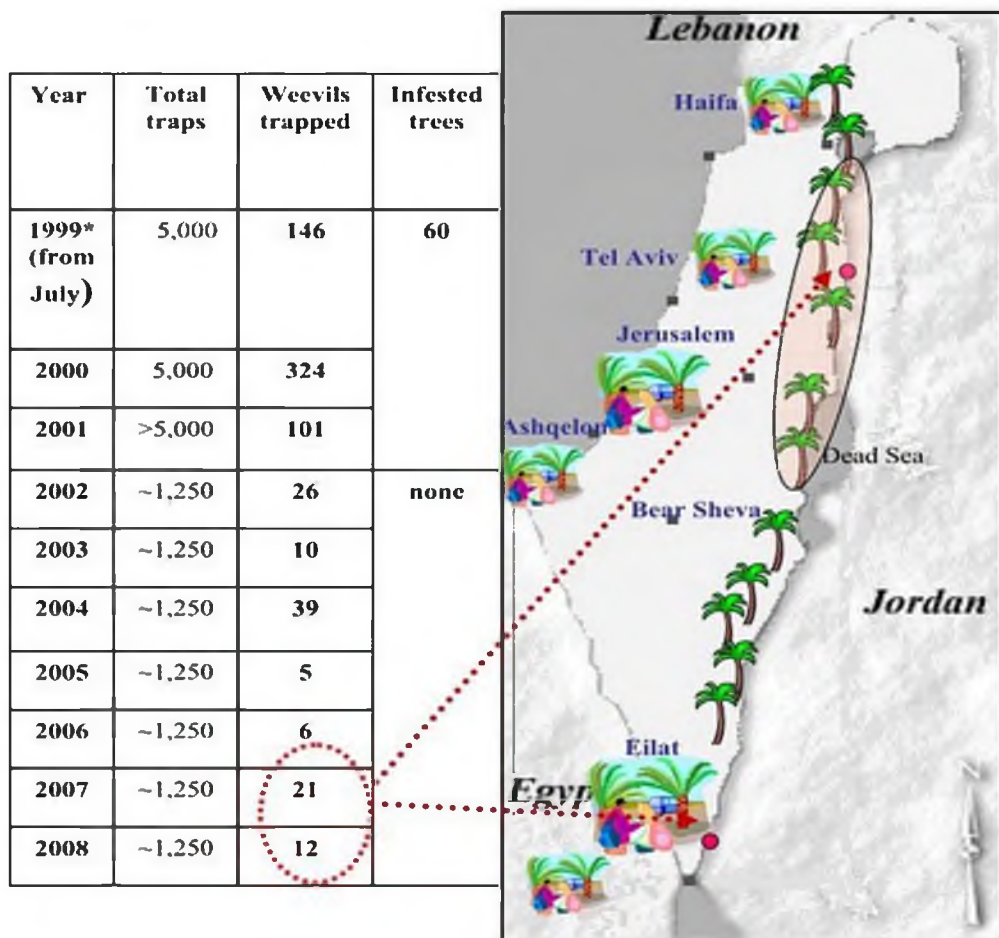 Year Total traps Weevils trapped Infested trees
1999* (from July) 5,000 146 60
2000 5,000 324
2001 >5,000 101
2002 ~1,250 26 none
2003 ~1,250 10
2004 ~1,250 39
2005 ~1,250 5
2006 ~1,250 6
2007 ~1,250 21
2008 ~1,250 12
Lebanon
Haifa
Tel Aviv
Jerusalem
Ashqelon
Dead Sea
Bear Sheva
Jordan
Eilat
Egyp
N